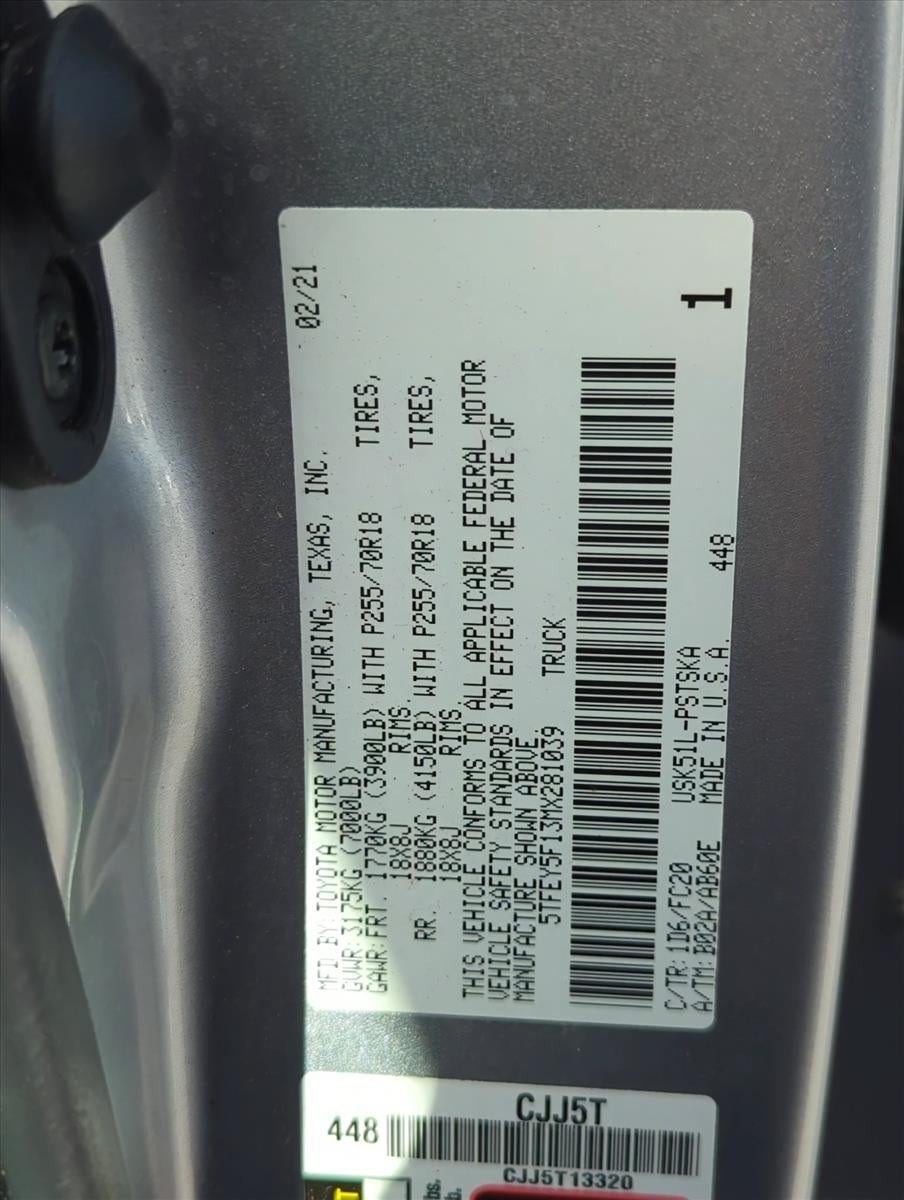 MFD BY: TOYOTA MOTOR MANUFACTURING, TEXAS, INC. 02/21
GVWR: 3175KG (7000LB)
GAWR: FRT. 1770KG (3900LB) WITH P255/70R18 TIRES,
18X8J RIMS.
RR. 1880KG (4150LB) WITH P255/70R18 TIRES,
18X8J RIMS.
THIS VEHICLE CONFORMS TO ALL APPLICABLE FEDERAL MOTOR
VEHICLE SAFETY STANDARDS IN EFFECT ON THE DATE OF
MANUFACTURE SHOWN ABOVE
5TFEY5F13MX281039 TRUCK
C/TR: 1D6/FC20 USK51L-PSTSKA
A/TM: B02A/AB60E MADE IN U.S.A. 448
1
CJJ5T
448
CJJ5T13320
bs.
b.